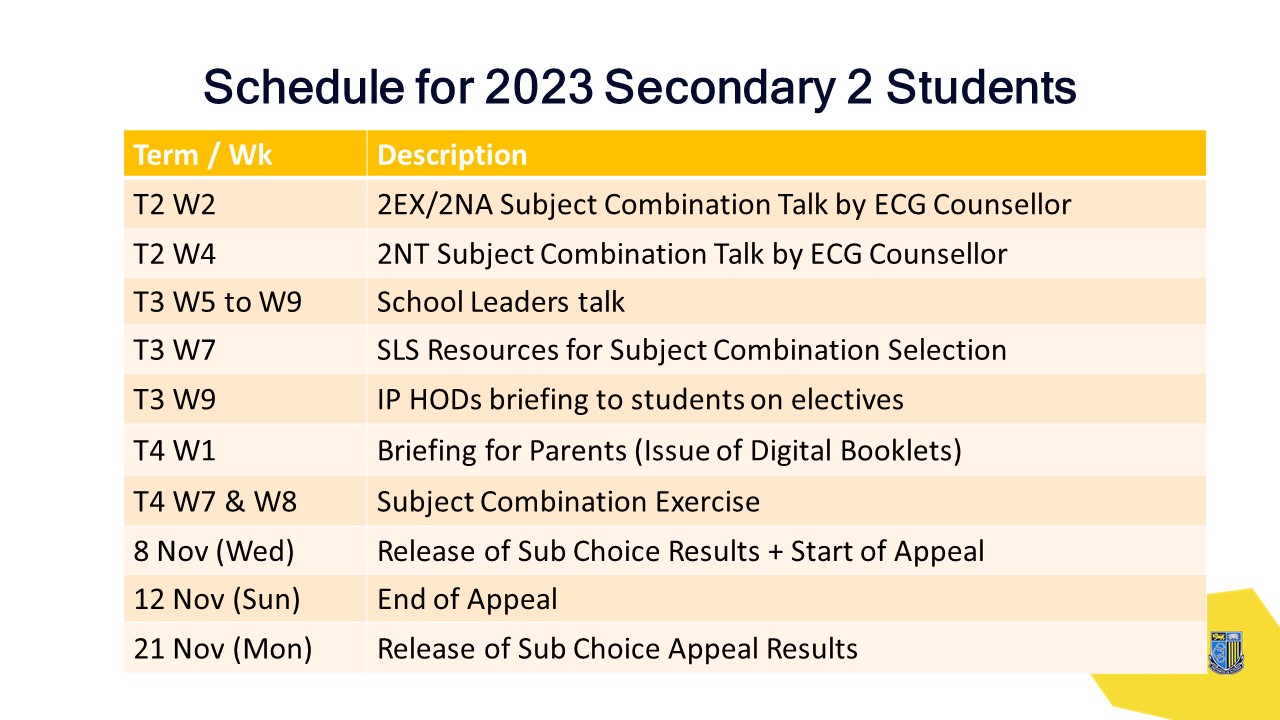 Schedule for 2023 Secondary 2 Students
Term / Wk Description
T2 W2 2EX/2NA Subject Combination Talk by ECG Counsellor
T2 W4 2NT Subject Combination Talk by ECG Counsellor
T3 W5 to W9 School Leaders talk
T3 W7 SLS Resources for Subject Combination Selection
T3 W9 IP HODs briefing to students on electives
T4 W1 Briefing for Parents (Issue of Digital Booklets)
T4 W7 & W8 Subject Combination Exercise
8 Nov (Wed) Release of Sub Choice Results + Start of Appeal
12 Nov (Sun) End of Appeal
21 Nov (Mon) Release of Sub Choice Appeal Results